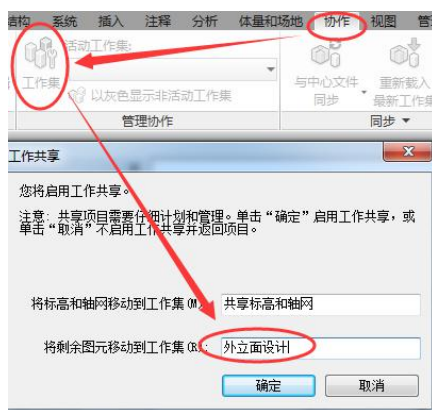 结构 系统 插入 注释 分析 体量和场地 协作 视图 管
活动工作集:
工作集
以灰色显示非活动工作集
与中心文件 同步
重新载入 最新工作集
管理协作 同步
工作共享
您将启用工作共享。
注意: 共享项目需要仔细计划和管理。单击“确定”启用工作共享，或
单击“取消”不启用工作共享并返回项目。
将标高和轴网移动到工作集(M): 共享标高和轴网
将剩余图元移动到工作集(R): 外立面设计
确定 取消